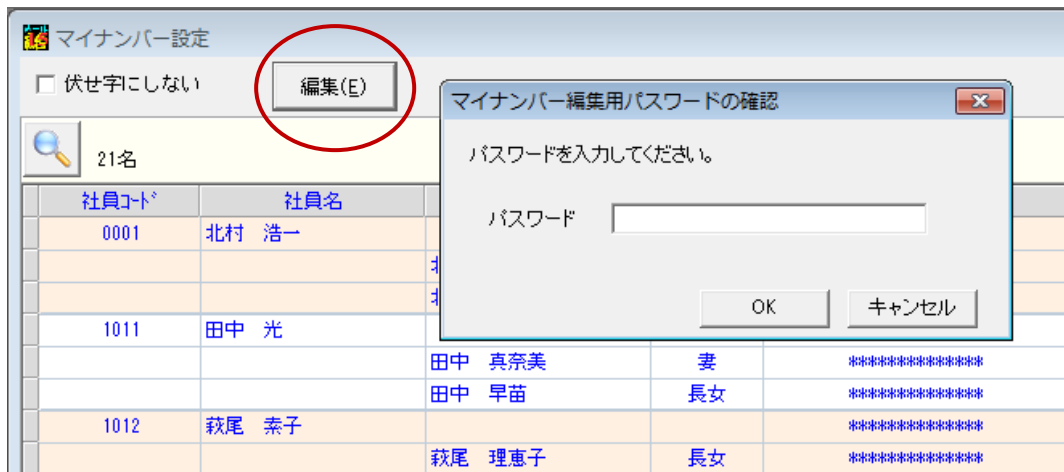 マイナンバー設定
伏せ字にしない
編集(E)
マイナンバー編集用パスワードの確認
パスワードを入力してください。
パスワード
OK キャンセル
21名
社員コード 社員名
0001 北村 浩一
1011 田中 光
田中 真奈美 妻 **************
田中 早苗 長女 **************
1012 萩尾 素子 **************
萩尾 理恵子 長女 **************